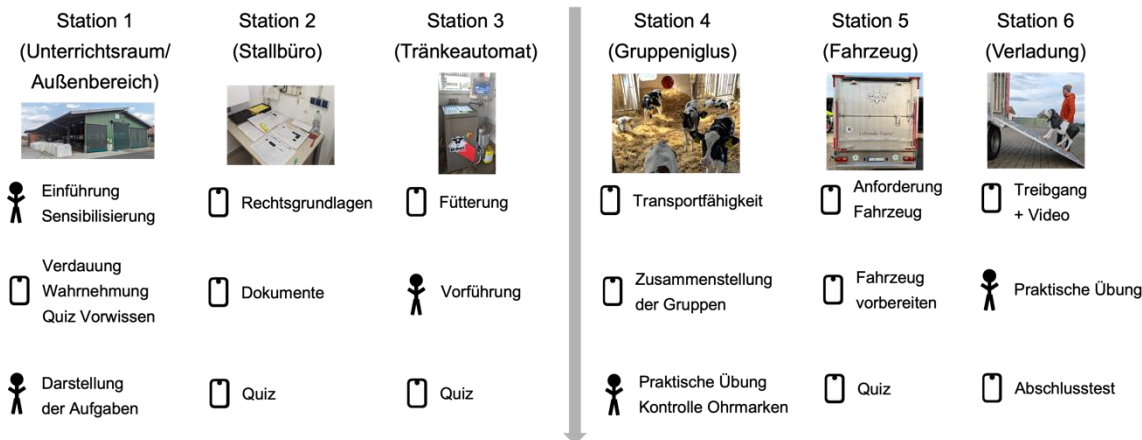 Station 1
(Unterrichtsraum/
Außenbereich)
Einführung
Sensibilisierung
Verdauung
Wahrnehmung
Quiz Vorwissen
Darstellung
der Aufgaben
Station 2
(Stallbüro)
Rechtsgrundlagen
Dokumente
Quiz
Station 3
(Tränkeautomat)
Fütterung
Vorführung
Quiz
Station 4
(Gruppeniglus)
Transportfähigkeit
Zusammenstellung
der Gruppen
Praktische Übung
Kontrolle Ohrmarken
Station 5
(Fahrzeug)
Anforderung
Fahrzeug
Fahrzeug
vorbereiten
Quiz
Station 6
(Verladung)
Treibgang
+ Video
Praktische Übung
Abschlusstest